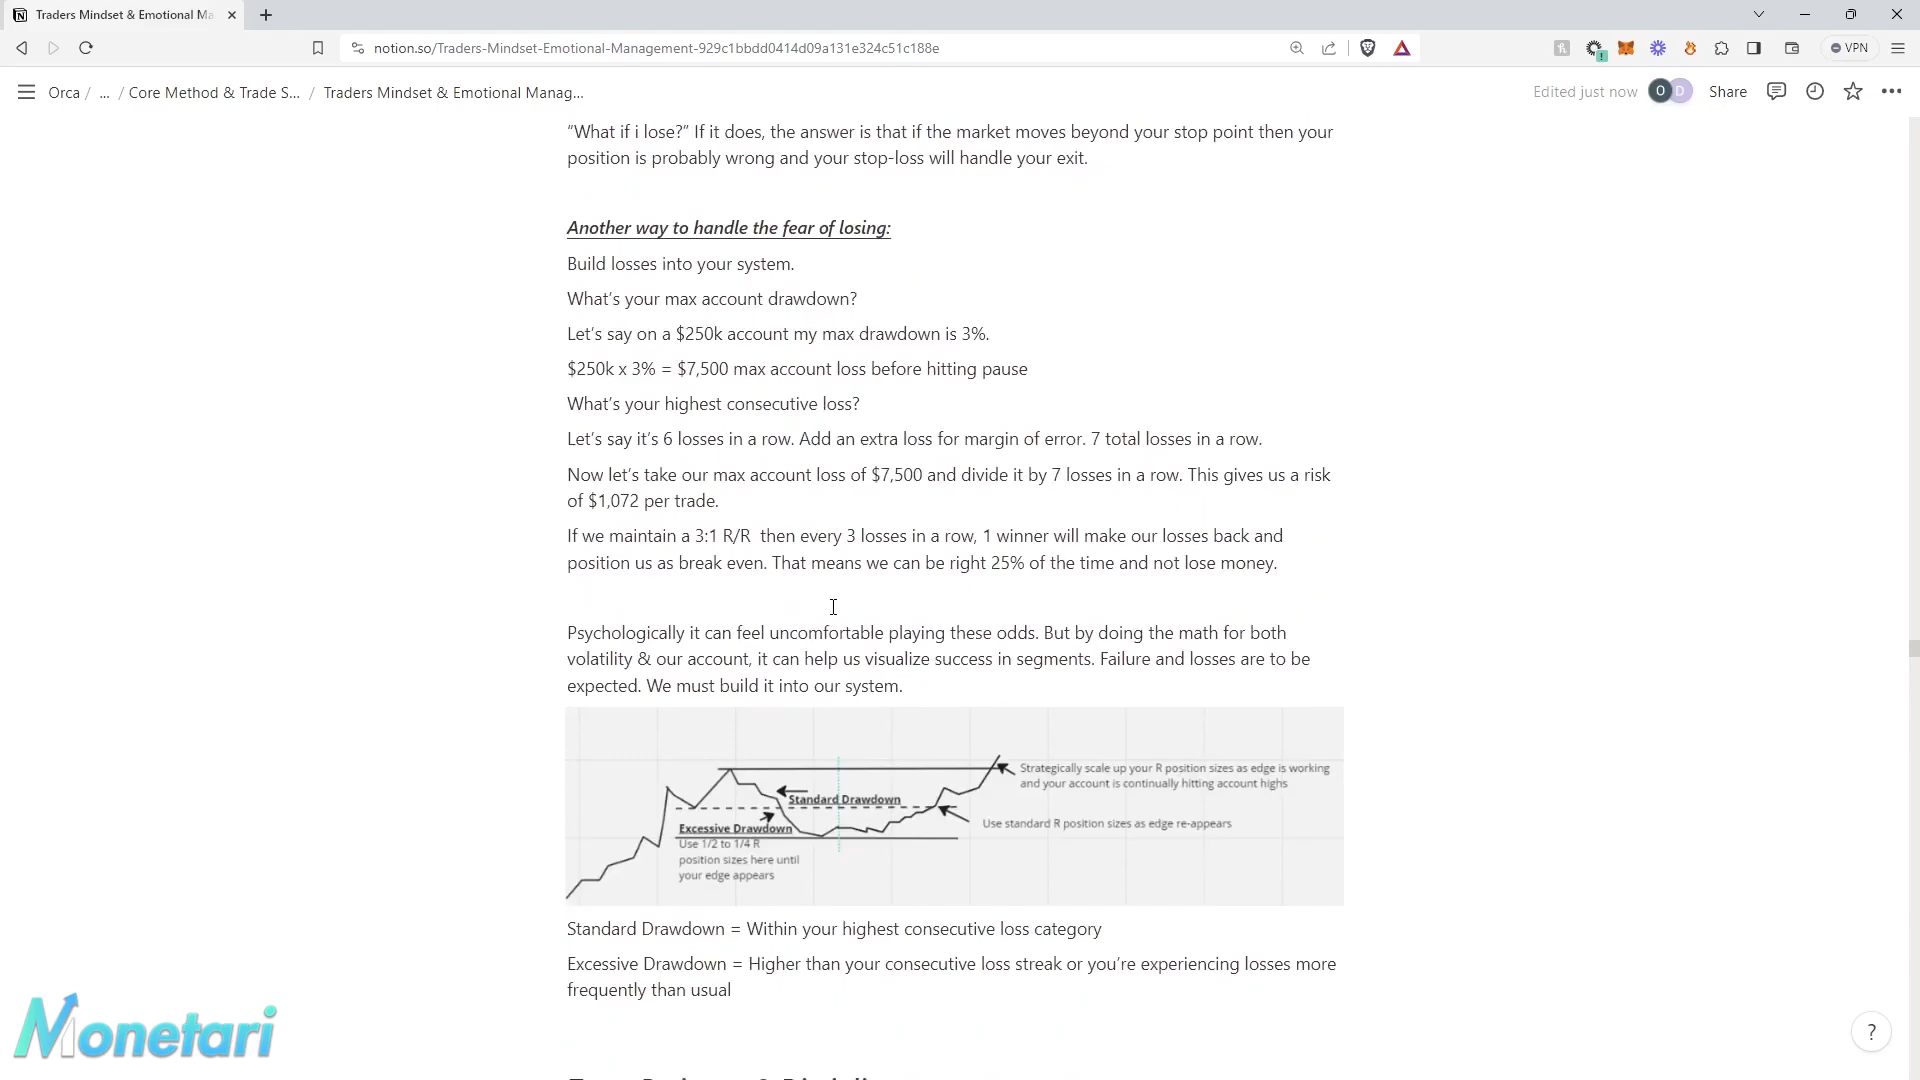 Traders Mindset & Emotional Ma
notion.so/Traders-Mindset-Emotional-Management-929c1bbdd0414d09a131e324c51c188e
VPN
Orca / ... / Core Method & Trade S... / Traders Mindset & Emotional Manag...
Edited just now O D Share
“What if i lose?” If it does, the answer is that if the market moves beyond your stop point then your
position is probably wrong and your stop-loss will handle your exit.
Another way to handle the fear of losing:
Build losses into your system.
What’s your max account drawdown?
Let’s say on a $250k account my max drawdown is 3%.
$250k x 3% = $7,500 max account loss before hitting pause
What’s your highest consecutive loss?
Let’s say it’s 6 losses in a row. Add an extra loss for margin of error. 7 total losses in a row.
Now let’s take our max account loss of $7,500 and divide it by 7 losses in a row. This gives us a risk
of $1,072 per trade.
If we maintain a 3:1 R/R then every 3 losses in a row, 1 winner will make our losses back and
position us as break even. That means we can be right 25% of the time and not lose money.
Psychologically it can feel uncomfortable playing these odds. But by doing the math for both
volatility & our account, it can help us visualize success in segments. Failure and losses are to be
expected. We must build it into our system.
Strategically scale up your R position sizes as edge is working
and your account is continually hitting account highs
Standard Drawdown
Use standard R position sizes as edge re-appears
Excessive Drawdown
Use 1/2 to 1/4 R
position sizes here until
your edge appears
Standard Drawdown = Within your highest consecutive loss category
Excessive Drawdown = Higher than your consecutive loss streak or you’re experiencing losses more
frequently than usual
Monetari
?